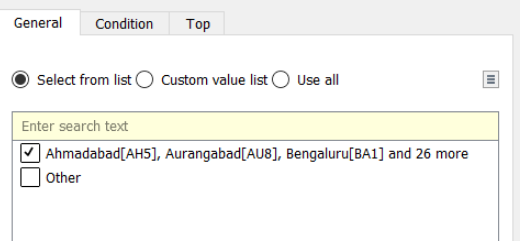 General Condition Top
Select from list Custom value list Use all
Enter search text
Ahmadabad[AH5], Aurangabad[AU8], Bengaluru[BA1] and 26 more
Other